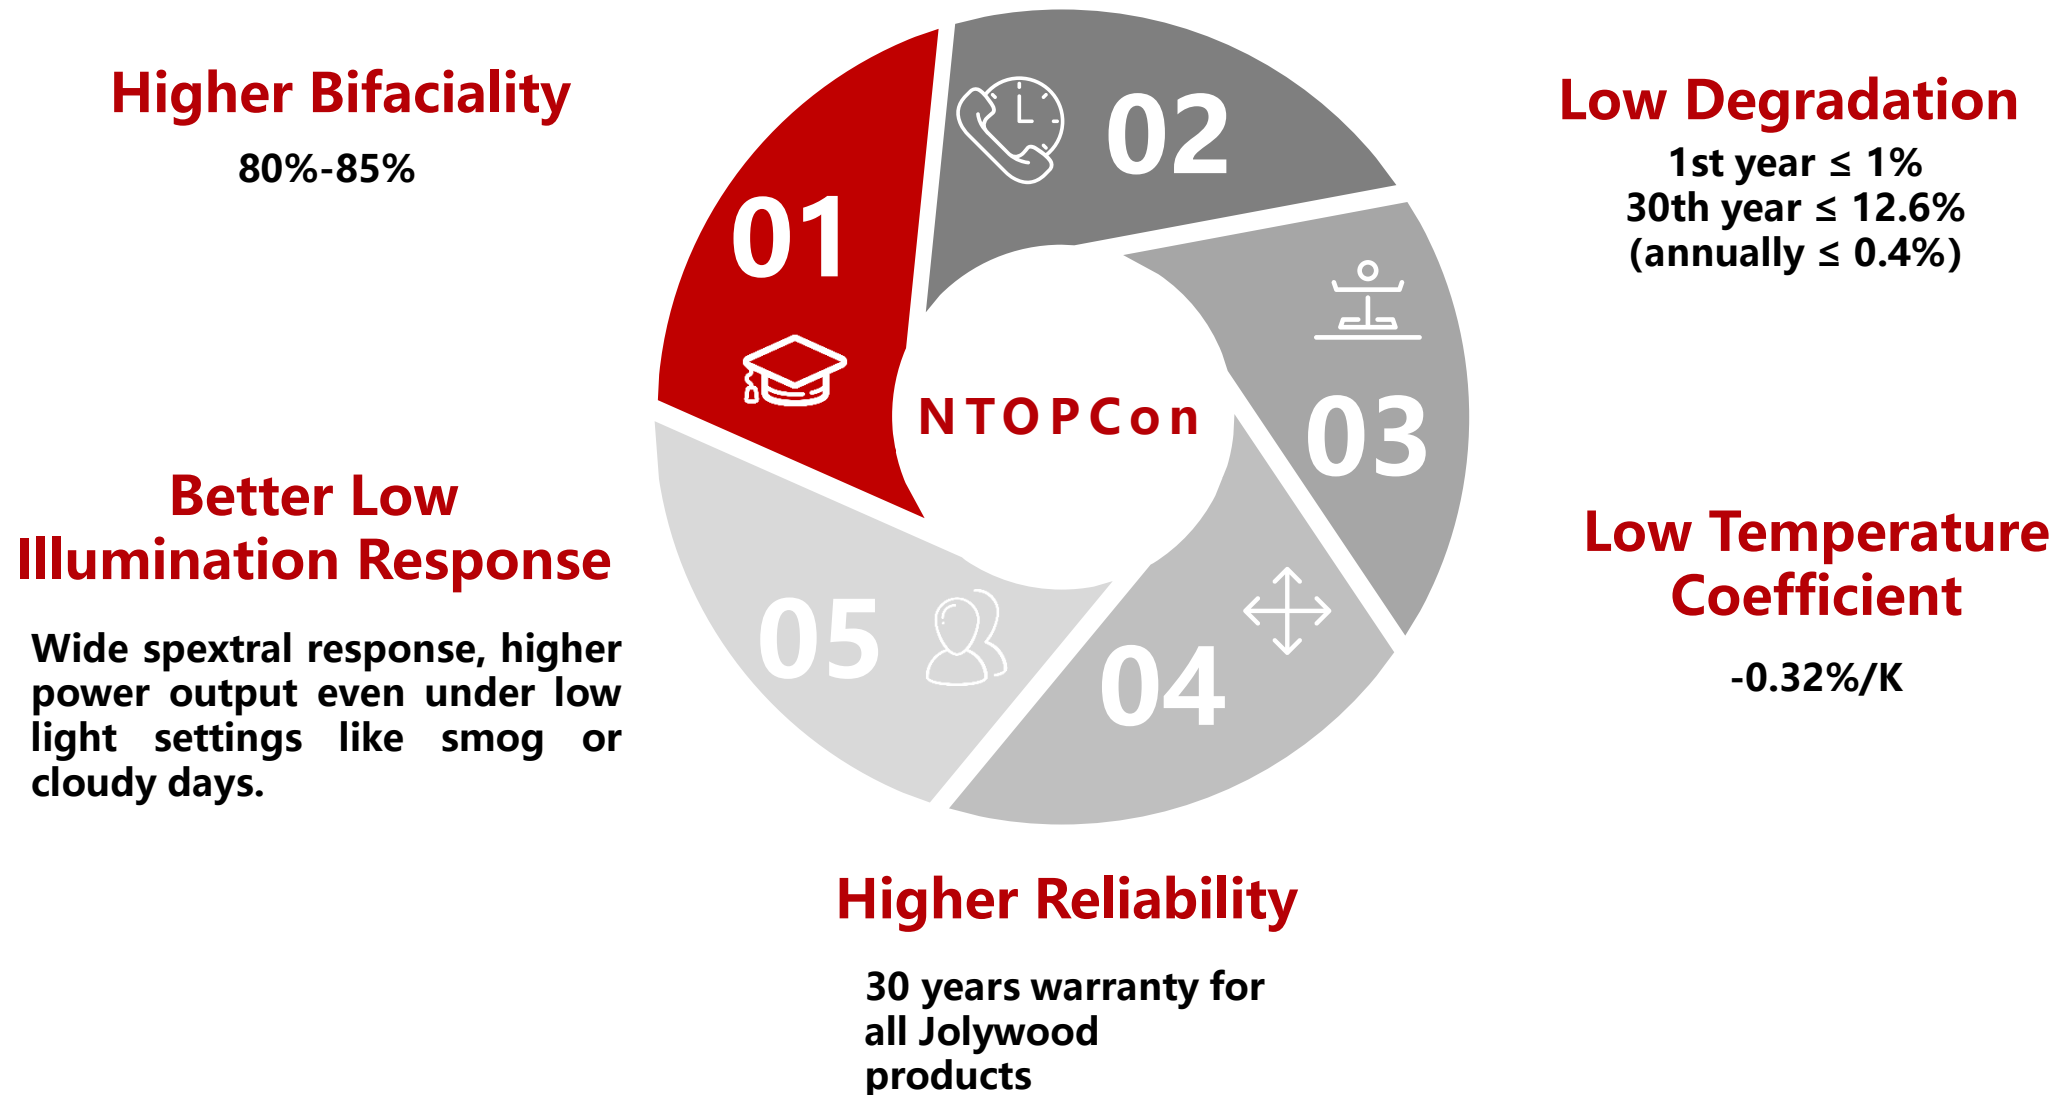 Higher Bifaciality
80%-85%
01
02
Low Degradation
1st year ≤ 1%
30th year ≤ 12.6%
(annually ≤ 0.4%)
03
NTOPCon
Better Low
Illumination Response
Wide spextral response, higher
power output even under low
light settings like smog or
cloudy days.
05
04
Low Temperature
Coefficient
-0.32%/K
Higher Reliability
30 years warranty for
all Jolywood
products